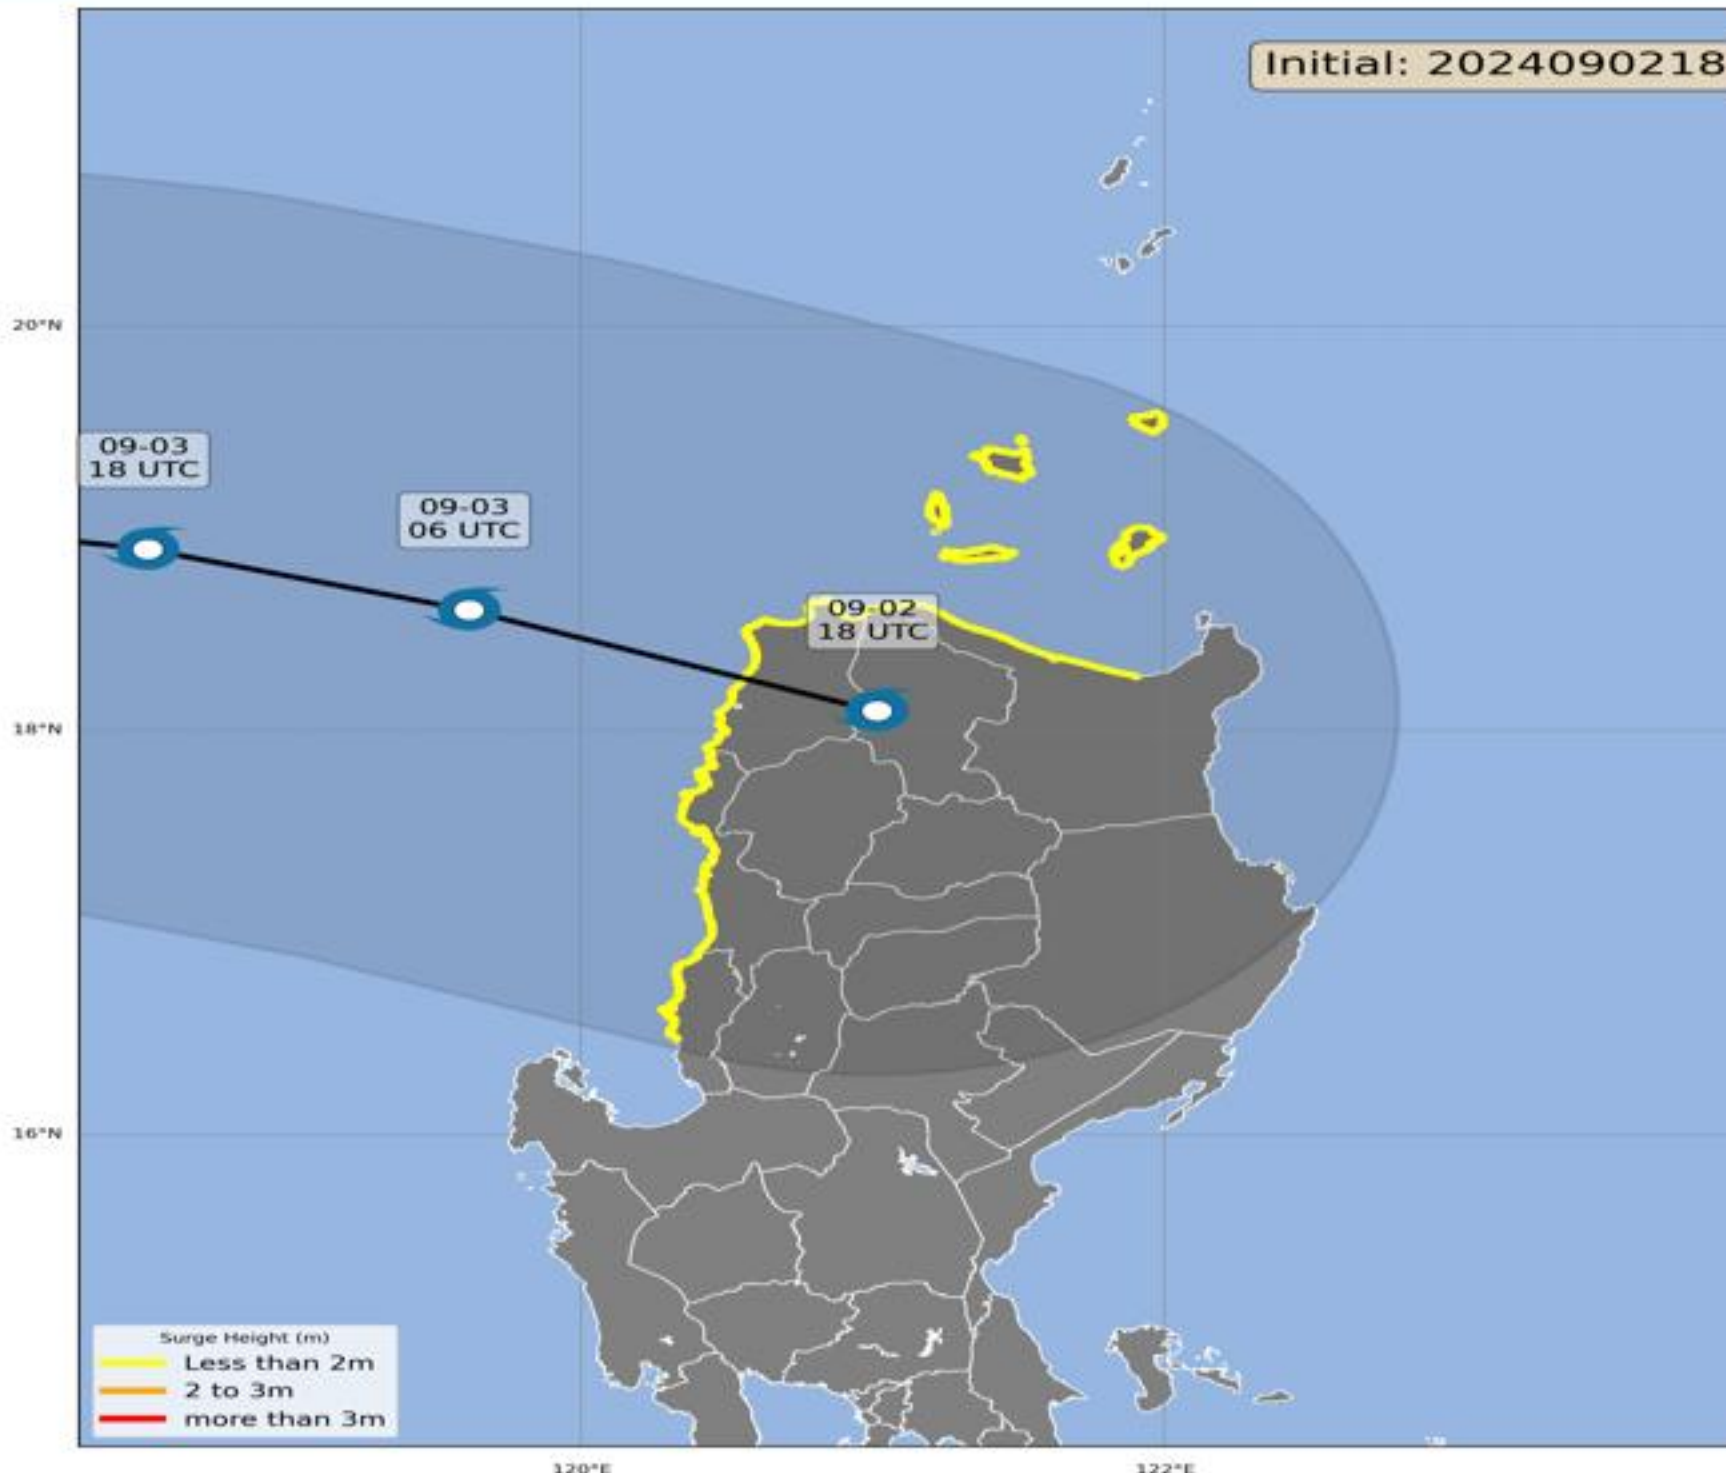 Initial: 2024090218
20°N
09-03
18 UTC
09-03
06 UTC
09-02
18 UTC
18°N
16°N
Surge Height (m)
Less than 2m
2 to 3m
more than 3m
120°E
122°E